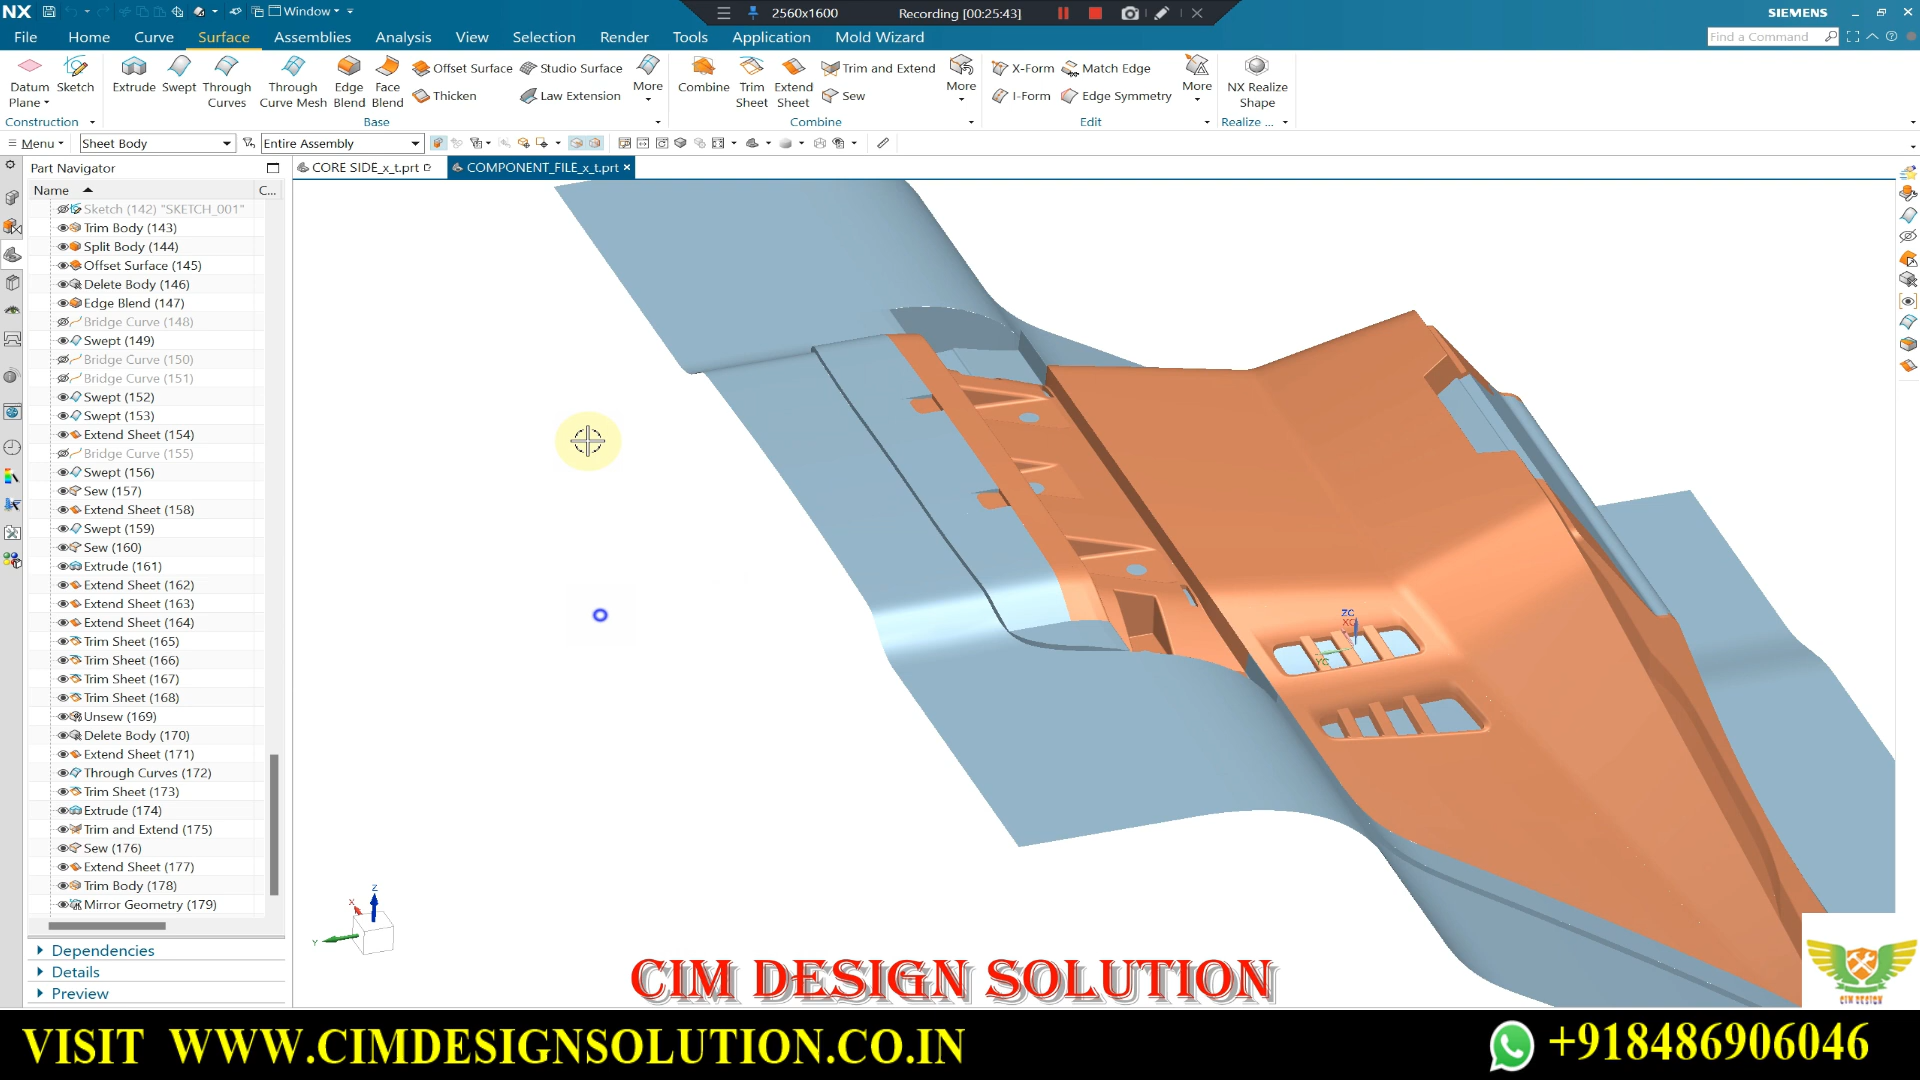 NX Window 2560x1600 Recording [00:25:43] SIEMENS
File Home Curve Surface Assemblies Analysis View Selection Render Tools Application Mold Wizard Find a Command
Datum Plane Sketch Extrude Swept Through Curves Through Curve Mesh Edge Blend Face Blend Offset Surface Thicken Studio Surface Law Extension More Combine Trim Sheet Extend Sheet Trim and Extend Sew More X-Form I-Form Match Edge Edge Symmetry More NX Realize Shape
Construction Base Combine Edit Realize ...
Menu Sheet Body Entire Assembly
Part Navigator CORE SIDE_x_t.prt COMPONENT_FILE_x_t.prt
Name C...
Sketch (142) "SKETCH_001"
Trim Body (143)
Split Body (144)
Offset Surface (145)
Delete Body (146)
Edge Blend (147)
Bridge Curve (148)
Swept (149)
Bridge Curve (150)
Bridge Curve (151)
Swept (152)
Swept (153)
Extend Sheet (154)
Bridge Curve (155)
Swept (156)
Sew (157)
Extend Sheet (158)
Swept (159)
Sew (160)
Extrude (161)
Extend Sheet (162)
Extend Sheet (163)
Extend Sheet (164)
Trim Sheet (165)
Trim Sheet (166)
Trim Sheet (167)
Trim Sheet (168)
Unsew (169)
Delete Body (170)
Extend Sheet (171)
Through Curves (172)
Trim Sheet (173)
Extrude (174)
Trim and Extend (175)
Sew (176)
Extend Sheet (177)
Trim Body (178)
Mirror Geometry (179)
Dependencies
Details
Preview
ZC
XC
YC
Z
X
Y
CIM DESIGN SOLUTION
CIM DESIGN
VISIT WWW.CIMDESIGNSOLUTION.CO.IN +918486906046